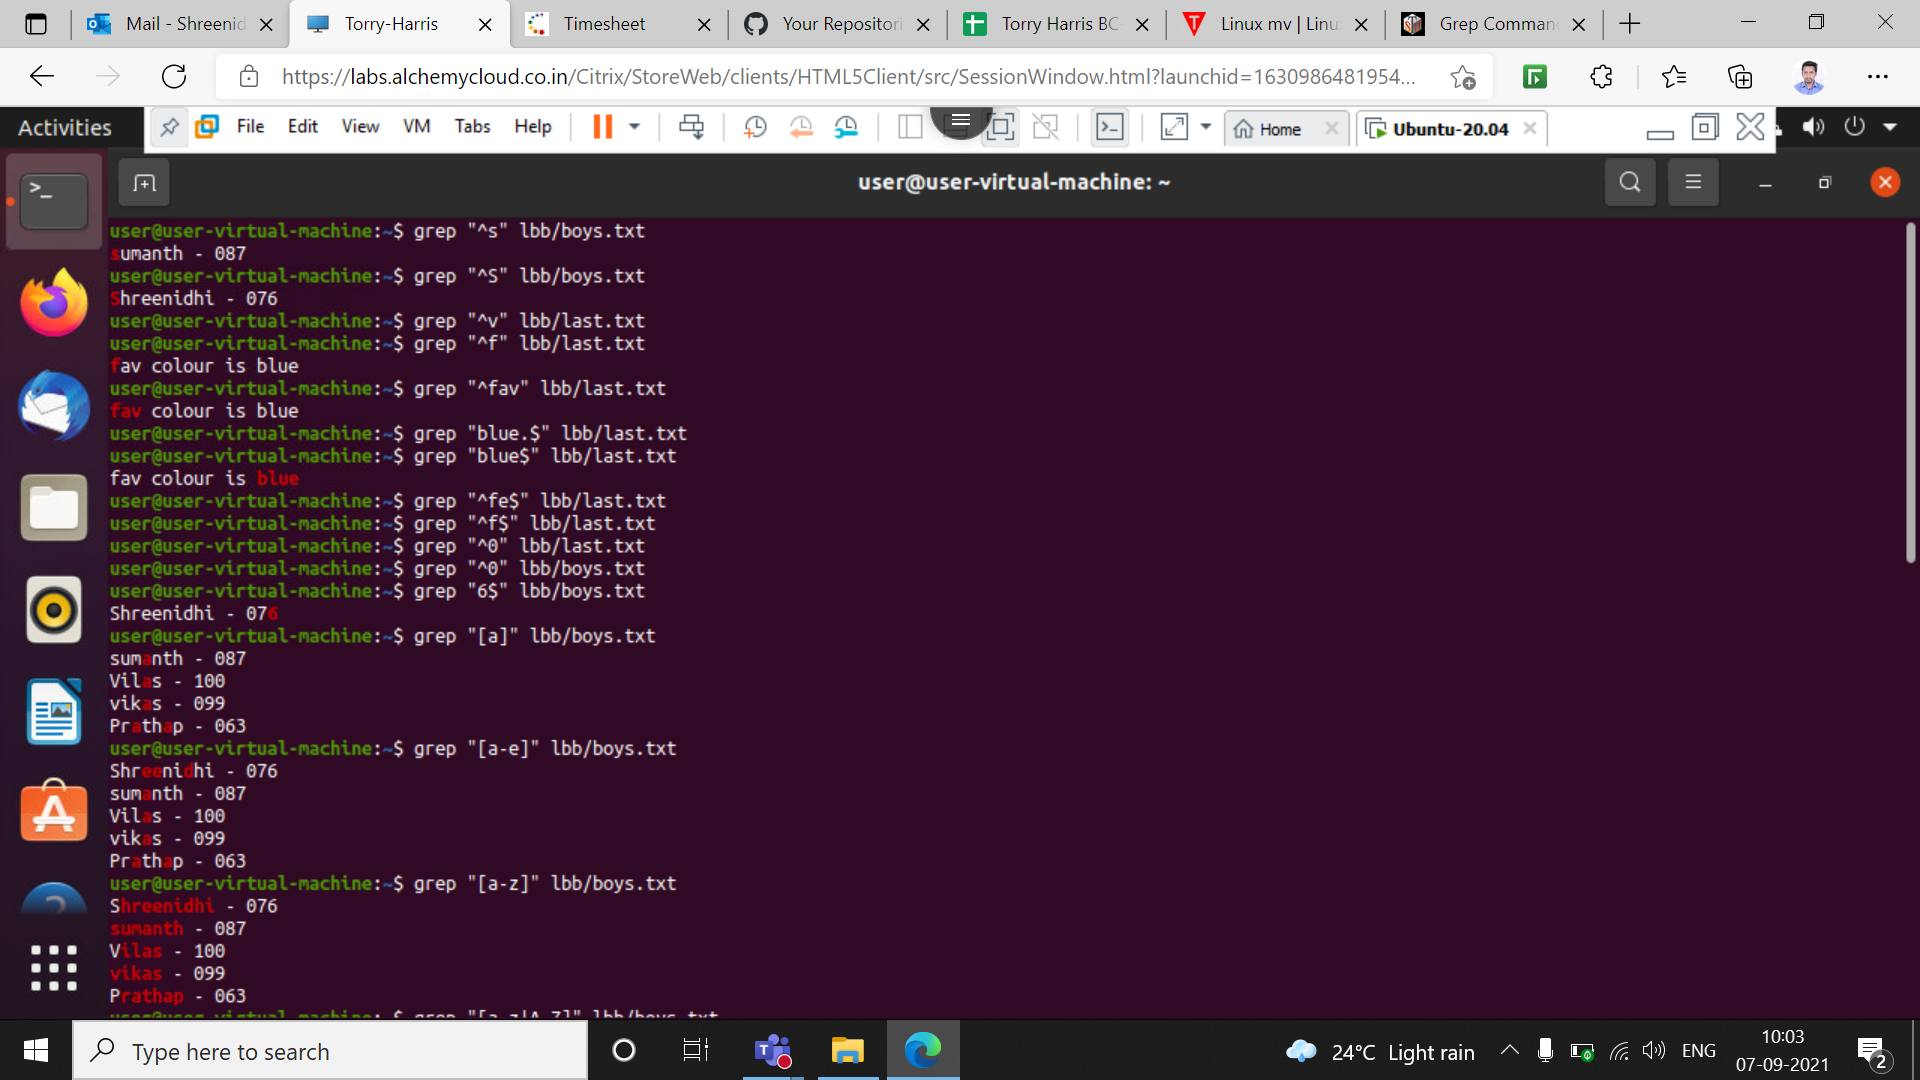 Mail - Shreenid
Torry-Harris
Timesheet
Your Repositori
Torry Harris BC
Linux mv | Linu
Grep Comman
https://labs.alchemycloud.co.in/Citrix/StoreWeb/clients/HTML5Client/src/SessionWindow.html?launchid=1630986481954...
Activities
File Edit View VM Tabs Help
Home
Ubuntu-20.04
user@user-virtual-machine: ~
user@user-virtual-machine:~$ grep "^s" lbb/boys.txt
sumanth - 087
user@user-virtual-machine:~$ grep "^S" lbb/boys.txt
Shreenidhi - 076
user@user-virtual-machine:~$ grep "^v" lbb/last.txt
user@user-virtual-machine:~$ grep "^f" lbb/last.txt
fav colour is blue
user@user-virtual-machine:~$ grep "^fav" lbb/last.txt
fav colour is blue
user@user-virtual-machine:~$ grep "blue.$" lbb/last.txt
user@user-virtual-machine:~$ grep "blue$" lbb/last.txt
fav colour is blue
user@user-virtual-machine:~$ grep "^fe$" lbb/last.txt
user@user-virtual-machine:~$ grep "^f$" lbb/last.txt
user@user-virtual-machine:~$ grep "^0" lbb/last.txt
user@user-virtual-machine:~$ grep "^0" lbb/boys.txt
user@user-virtual-machine:~$ grep "6$" lbb/boys.txt
Shreenidhi - 076
user@user-virtual-machine:~$ grep "[a]" lbb/boys.txt
sumanth - 087
Vilas - 100
vikas - 099
Prathap - 063
user@user-virtual-machine:~$ grep "[a-e]" lbb/boys.txt
Shreenidhi - 076
sumanth - 087
Vilas - 100
vikas - 099
Prathap - 063
user@user-virtual-machine:~$ grep "[a-z]" lbb/boys.txt
Shreenidhi - 076
sumanth - 087
Vilas - 100
vikas - 099
Prathap - 063
user@user-virtual-machine:~$ grep "[a-z|A-Z]" lbb/boys.txt
Type here to search
24°C Light rain
ENG
10:03
07-09-2021
2